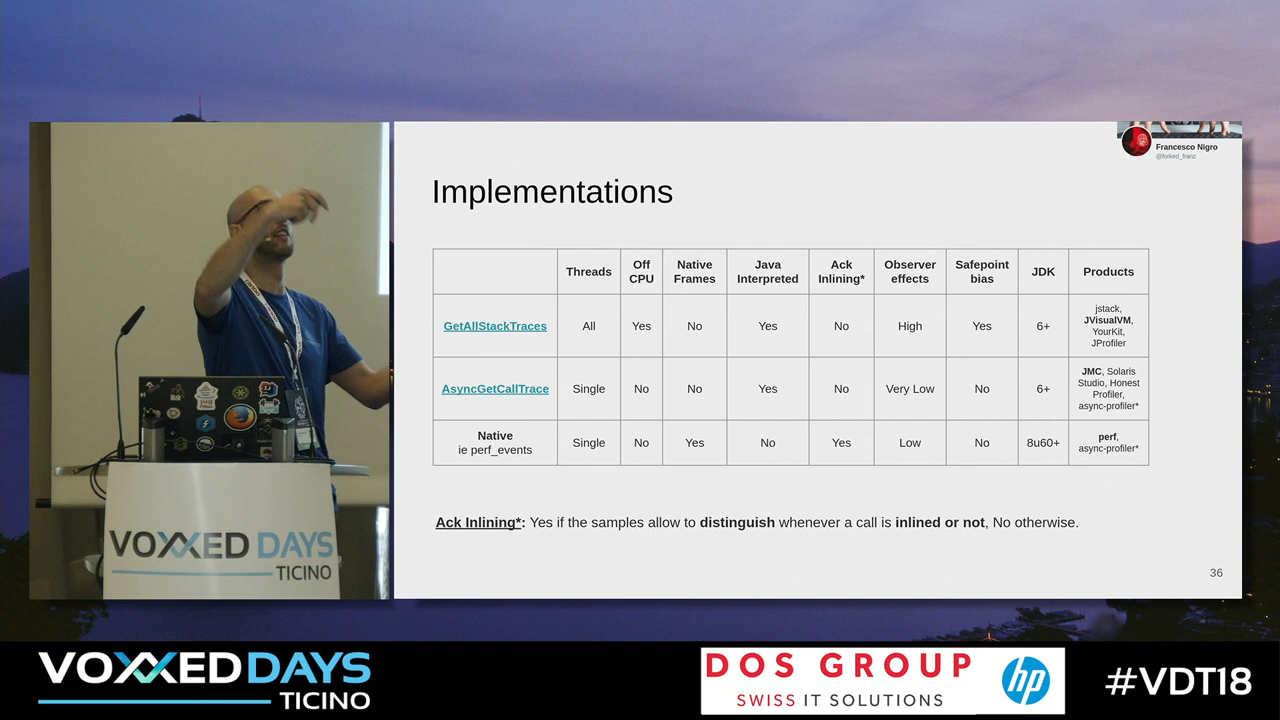 Francesco Nigro
@forked_franz
Implementations
Threads
Off
CPU
Native
Frames
Java
Interpreted
Ack
Inlining*
Observer
effects
Safepoint
bias
JDK
Products
GetAllStackTraces
All
Yes
No
Yes
No
High
Yes
6+
jstack,
JVisualVM,
YourKit,
JProfiler
AsyncGetCallTrace
Single
No
No
Yes
No
Very Low
No
6+
JMC, Solaris
Studio, Honest
Profiler,
async-profiler*
Native
ie perf_events
Single
No
Yes
No
Yes
Low
No
8u60+
perf,
async-profiler*
Ack Inlining*: Yes if the samples allow to distinguish whenever a call is inlined or not, No otherwise.
36
VOXXED DAYS
TICINO
VOXXED DAYS
TICINO
DOS GROUP
SWISS IT SOLUTIONS
hp
#VDT18